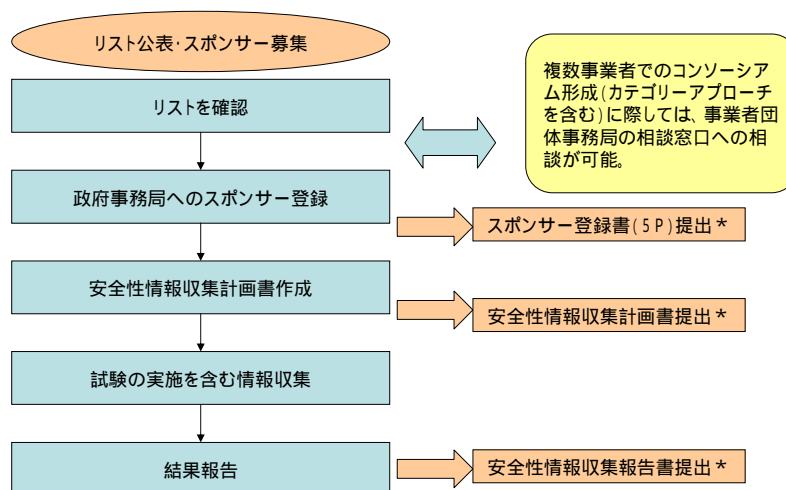 リスト公表・スポンサー募集
リストを確認
複数事業者でのコンソーシア
ム形成(カテゴリーアプローチ
を含む)に際しては、事業者団
体事務局の相談窓口への相
談が可能。
政府事務局へのスポンサー登録
スポンサー登録書(5P)提出*
安全性情報収集計画書作成
安全性情報収集計画書提出*
試験の実施を含む情報収集
結果報告
安全性情報収集報告書提出*